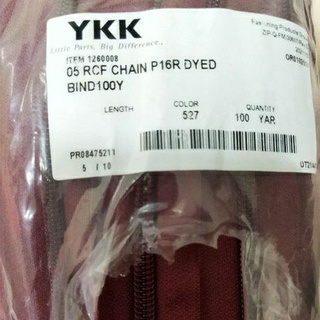 YKK
Little Parts. Big Difference.
ITEM 1260008
05 RCF CHAIN P16R DYED
BIND100Y
LENGTH COLOR QUANTITY
527 100 YAR
PR08475211
5 / 10